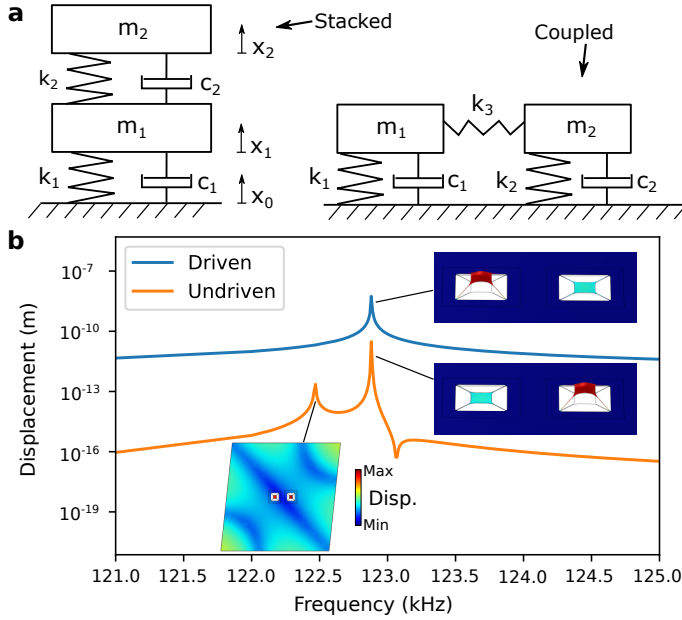 a
m₂
Stacked
x₂
k₂
c₂
m₁
x₁
k₁
c₁
x₀
Coupled
k₃
m₁
m₂
k₁
c₁
k₂
c₂
b
Driven
Undriven
Displacement (m)
10⁻⁷
10⁻¹⁰
10⁻¹³
10⁻¹⁶
10⁻¹⁹
Max
Disp.
Min
121.0 121.5 122.0 122.5 123.0 123.5 124.0 124.5 125.0
Frequency (kHz)